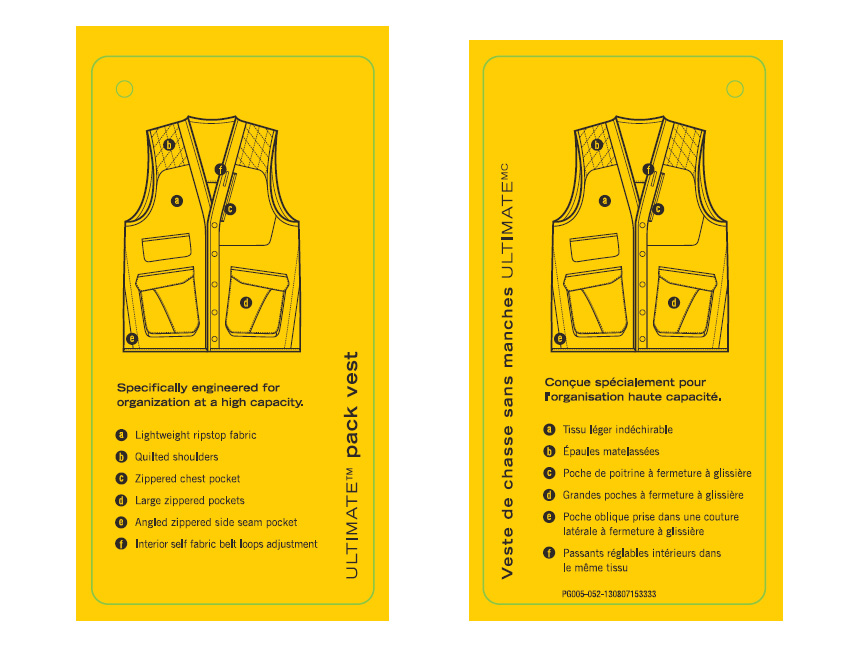 b
f
a
c
d
e
Specifically engineered for
organization at a high capacity.
a Lightweight ripstop fabric
b Quilted shoulders
c Zippered chest pocket
d Large zippered pockets
e Angled zippered side seam pocket
f Interior self fabric belt loops adjustment
ULTIMATE™ pack vest
Veste de chasse sans manches ULTIMATEMC
b
f
a
c
d
e
Conçue spécialement pour
l'organisation haute capacité.
a Tissu léger indéchirable
b Épaules matelassées
c Poche de poitrine à fermeture à glissière
d Grandes poches à fermeture à glissière
e Poche oblique prise dans une couture
latérale à fermeture à glissière
f Passants réglables intérieurs dans
le même tissu
PG005-052-130807153333